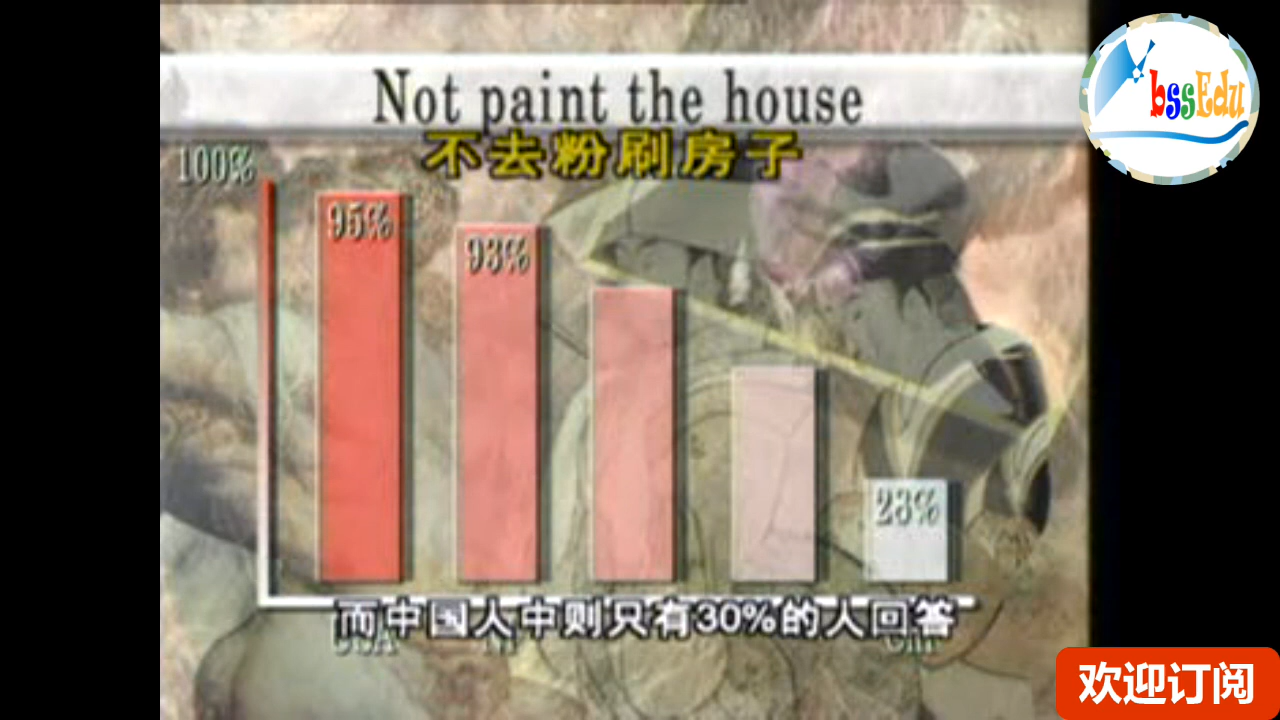 Not paint the house
bssEdu
不去粉刷房子
100%
95%
93%
23%
而中国人中则只有30%的人回答
欢迎订阅